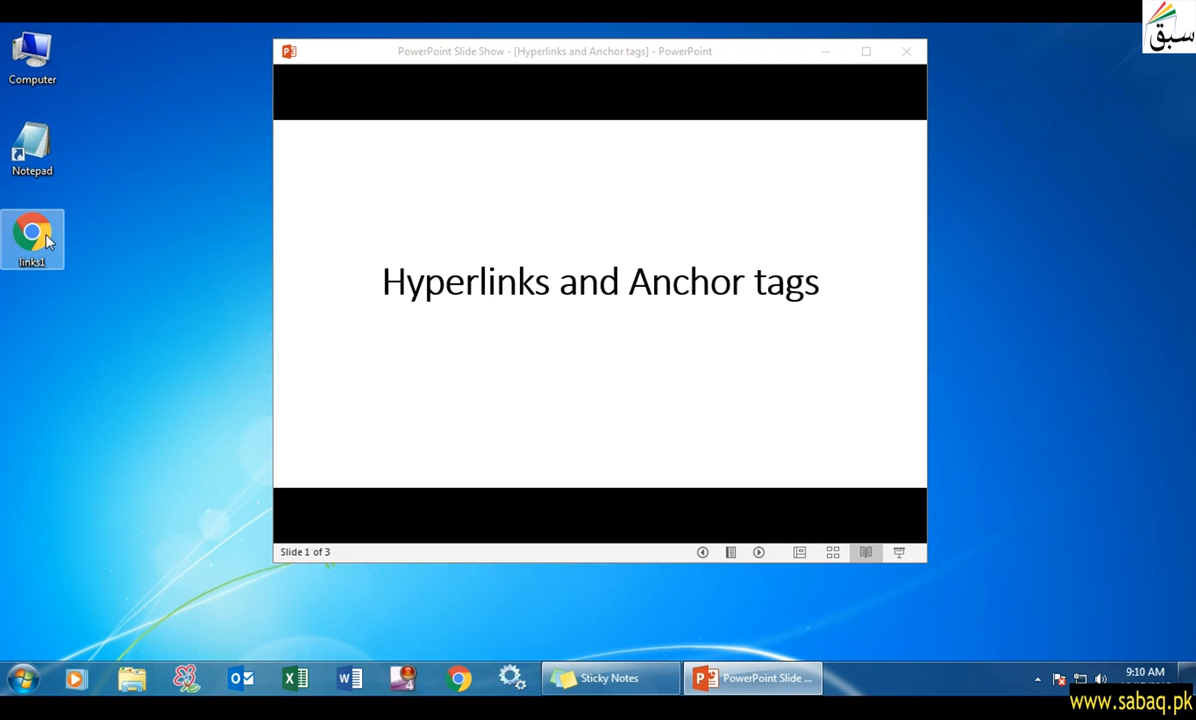 سبق
PowerPoint Slide Show - [Hyperlinks and Anchor tags] - PowerPoint
Computer
Notepad
links1
Hyperlinks and Anchor tags
Slide 1 of 3
Sticky Notes
PowerPoint Slide ...
9:10 AM
www.sabaq.pk